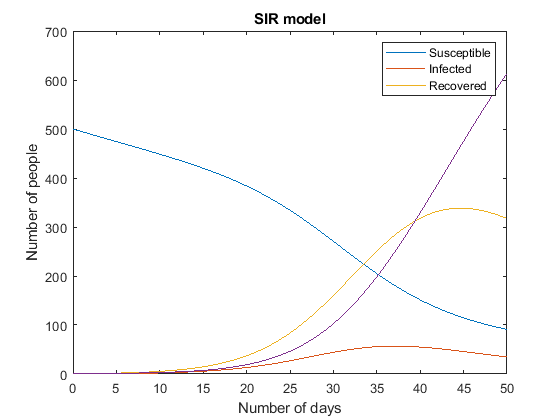 SIR model
Susceptible
Infected
Recovered
Number of people
700
600
500
400
300
200
100
0
0 5 10 15 20 25 30 35 40 45 50
Number of days